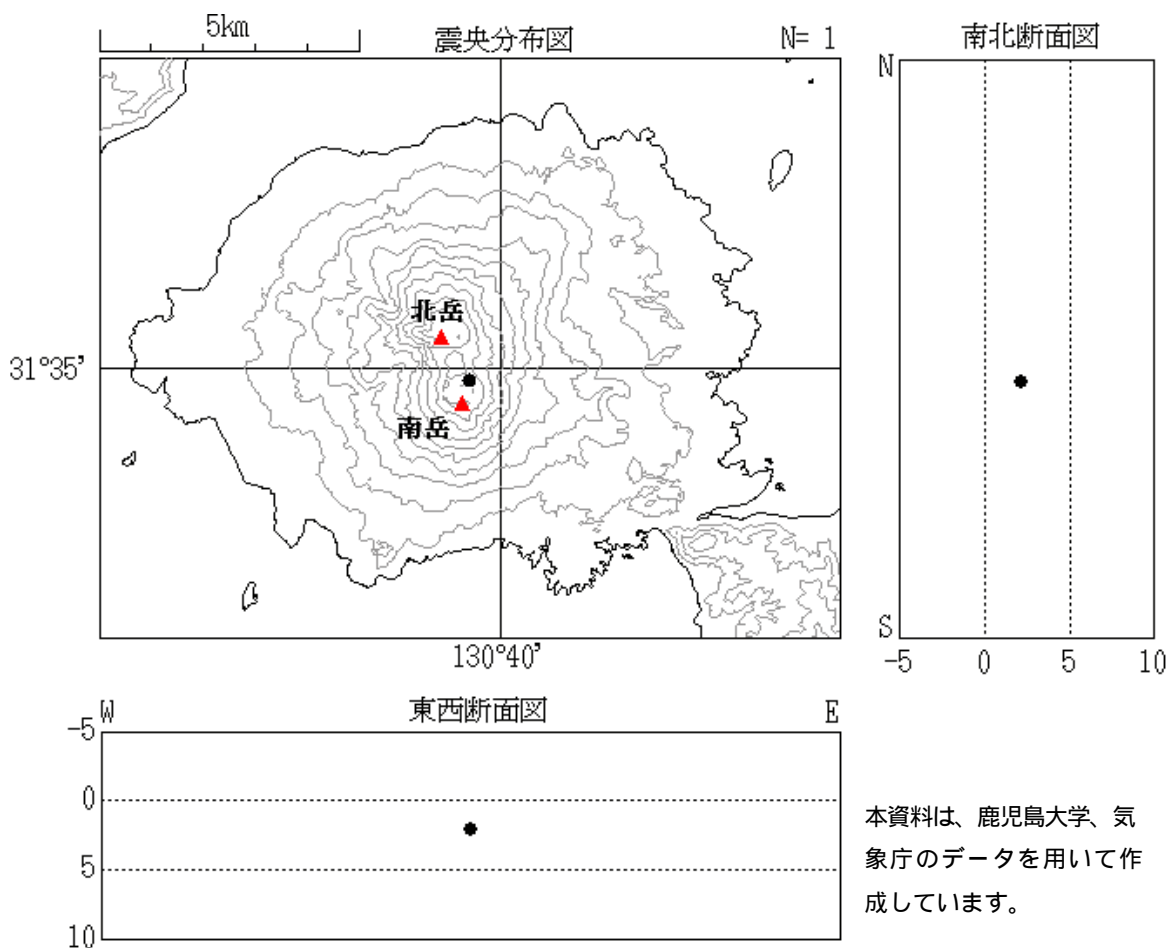 5km
震央分布図
N= 1
南北断面図
N
北岳
31°35'
南岳
S
130°40'
-5 0 5 10
東西断面図
W
E
-5
0
5
10
本資料は、鹿児島大学、気
象庁のデータを用いて作
成しています。